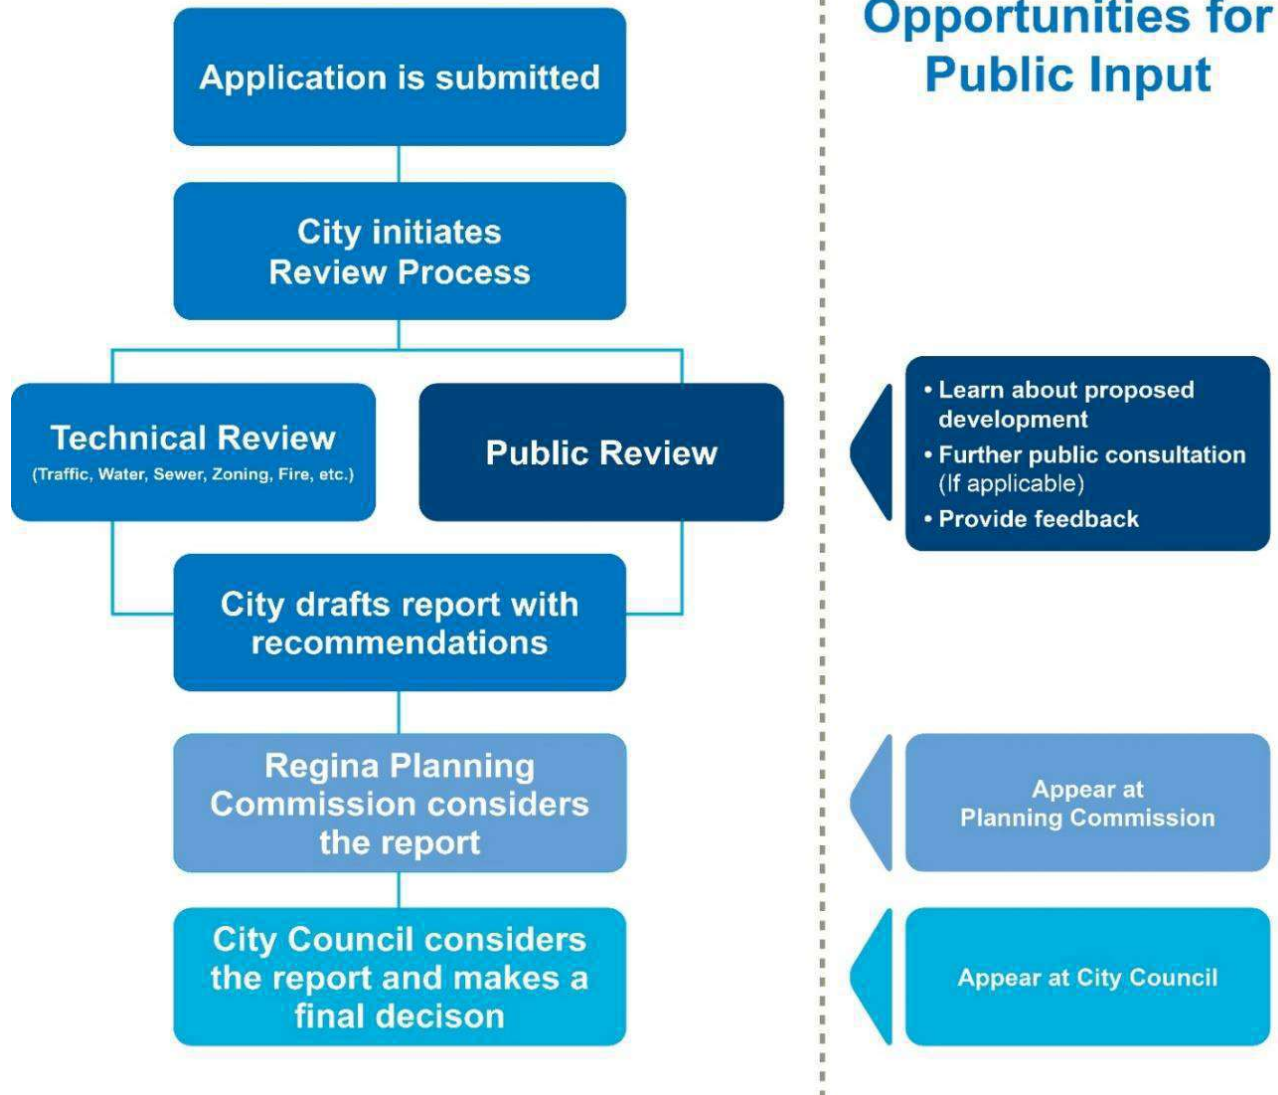 Opportunities for
Public Input
Application is submitted
City initiates
Review Process
Technical Review
(Traffic, Water, Sewer, Zoning, Fire, etc.)
Public Review
• Learn about proposed
development
• Further public consultation
(If applicable)
• Provide feedback
City drafts report with
recommendations
Regina Planning
Commission considers
the report
Appear at
Planning Commission
City Council considers
the report and makes a
final decison
Appear at City Council